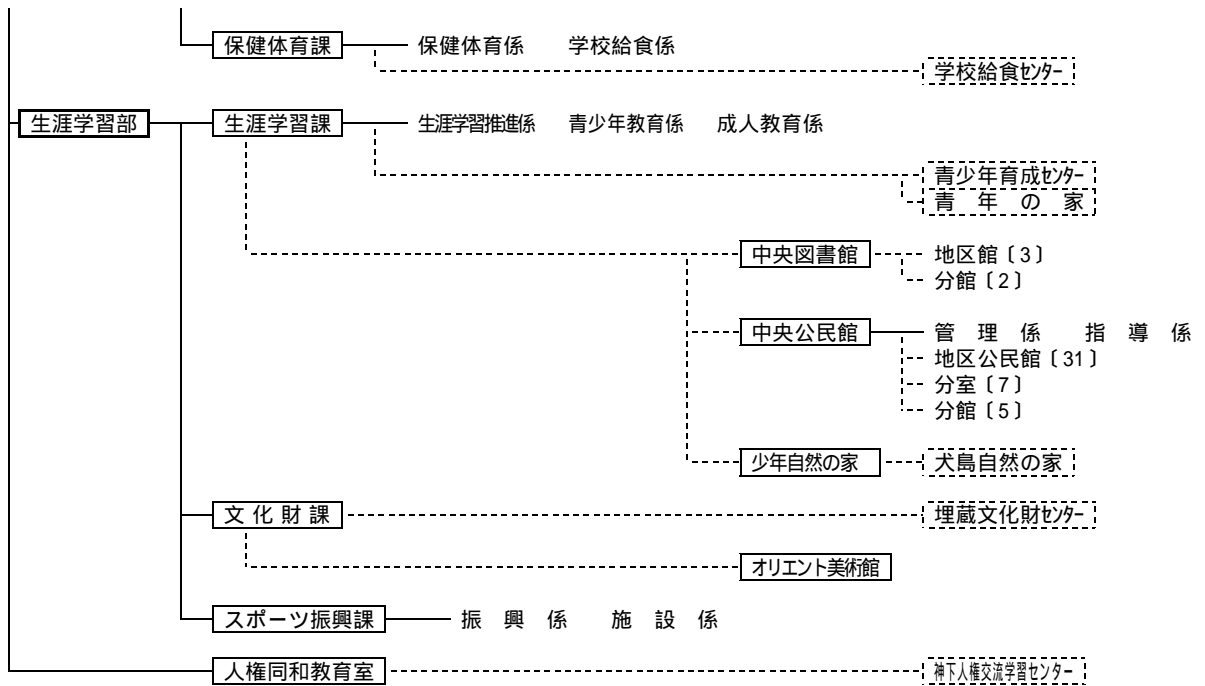 保健体育課 保健体育係 学校給食係
学校給食センター
生涯学習部 生涯学習課 生涯学習推進係 青少年教育係 成人教育係
青少年育成センター
青年の家
中央図書館 地区館〔3〕
分館〔2〕
中央公民館 管理係 指導係
地区公民館〔31〕
分室〔7〕
分館〔5〕
少年自然の家 犬島自然の家
文化財課 埋蔵文化財センター
オリエント美術館
スポーツ振興課 振興係 施設係
人権同和教育室 神下人権交流学習センター